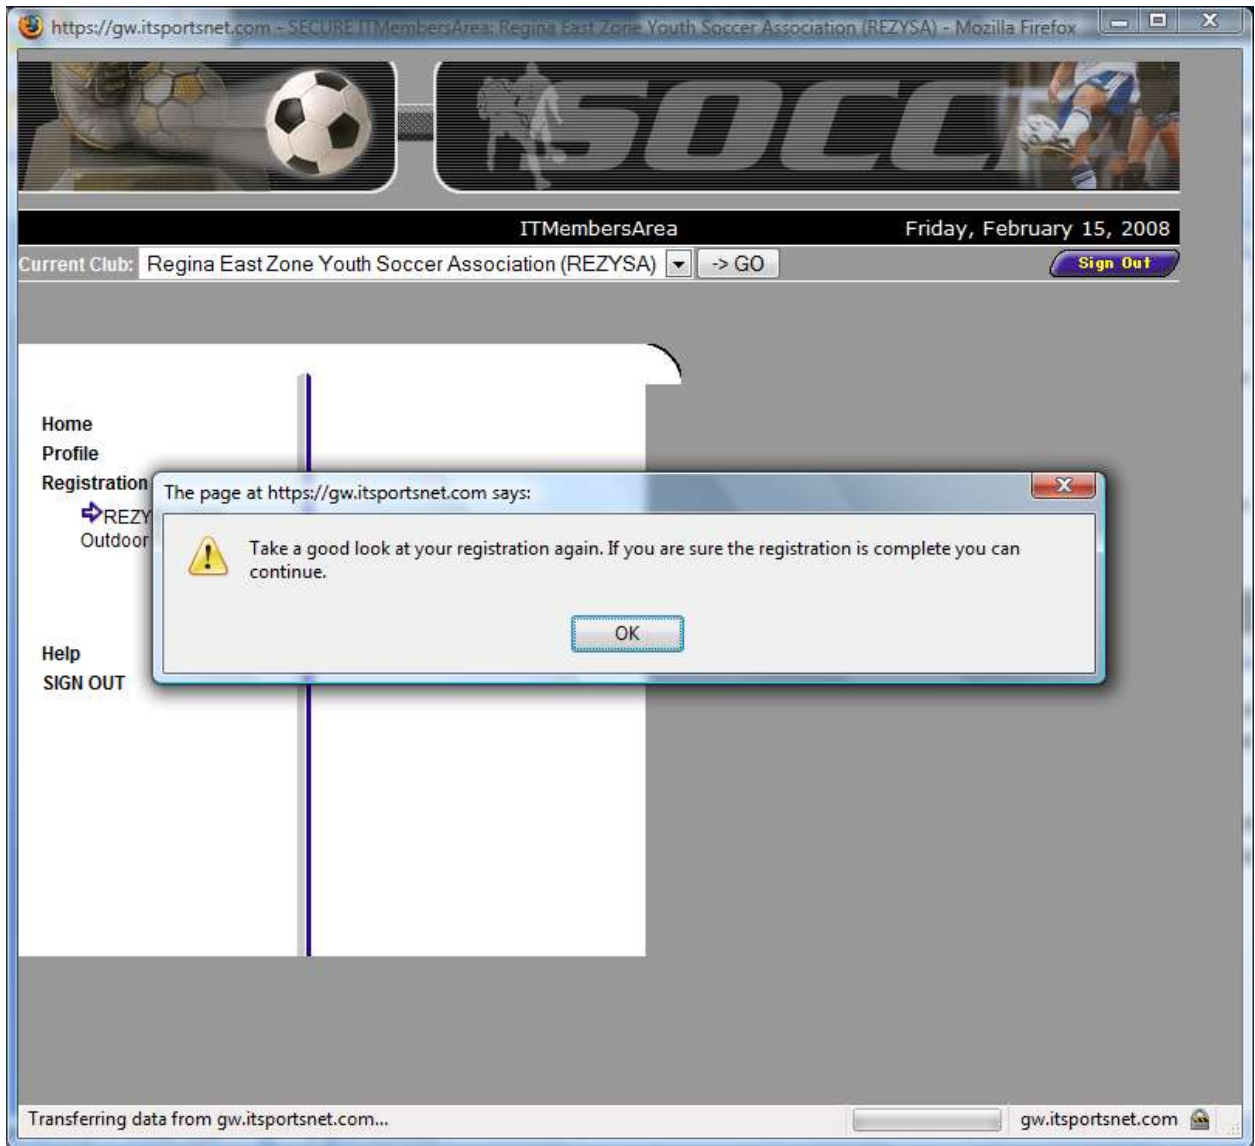 https://gw.itsportsnet.com - SECURE ITMembersArea: Regina East Zone Youth Soccer Association (REZYSA) - Mozilla Firefox
SOCC
ITMembersArea Friday, February 15, 2008
Current Club: Regina East Zone Youth Soccer Association (REZYSA) -> GO Sign Out
Home
Profile
Registration
REZY
Outdoor
The page at https://gw.itsportsnet.com says:
Take a good look at your registration again. If you are sure the registration is complete you can
continue.
OK
Help
SIGN OUT
Transferring data from gw.itsportsnet.com... gw.itsportsnet.com